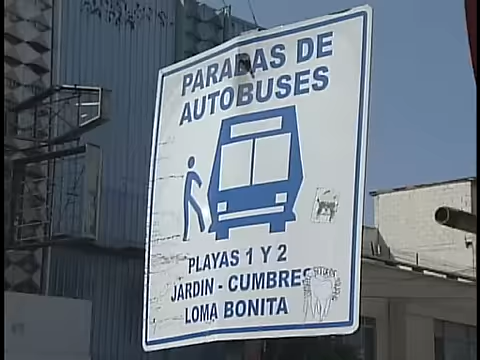 PARADAS DE
AUTOBUSES
PLAYAS 1 Y 2
JARDIN - CUMBRES
LOMA BONITA